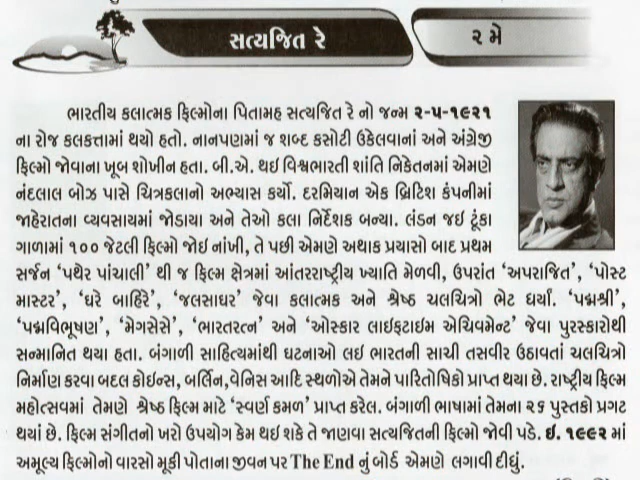 સત્યજિત રે
૨ મે
ભારતીય કલાત્મક ફિલ્મોના પિતામહ સત્યજિત રે નો જન્મ ૨-૫-૧૯૨૧
ના રોજ કલકત્તામાં થયો હતો. નાનપણમાં જ શબ્દ કસોટી ઉકેલવાનાં અને અંગ્રેજી
ફિલ્મો જોવાના ખૂબ શોખીન હતા. બી.એ. થઇ વિશ્વભારતી શાંતિ નિકેતનમાં એમણે
નંદલાલ બોઝ પાસે ચિત્રકલાનો અભ્યાસ કર્યો. દરમિયાન એક બ્રિટિશ કંપનીમાં
જાહેરાતના વ્યવસાયમાં જોડાયા અને તેઓ કલા નિર્દેશક બન્યા. લંડન જઇ ટૂંકા
ગાળામાં ૧૦૦ જેટલી ફિલ્મો જોઇ નાંખી, તે પછી એમણે અથાક પ્રયાસો બાદ પ્રથમ
સર્જન ‘પથેર પાંચાલી’ થી જ ફિલ્મ ક્ષેત્રમાં આંતરરાષ્ટ્રીય ખ્યાતિ મેળવી, ઉપરાંત ‘અપરાજિત’, ‘પોસ્ટ
માસ્ટર’, ‘ઘરે બાહિરે’, ‘જલસાઘર’ જેવા કલાત્મક અને શ્રેષ્ઠ ચલચિત્રો ભેટ ધર્યાં. ‘પદ્મશ્રી’,
‘પદ્મવિભૂષણ’, ‘મેગસેસે’, ‘ભારતરત્ન’ અને ‘ઓસ્કાર લાઈફટાઈમ એચિવમેન્ટ’ જેવા પુરસ્કારોથી
સન્માનિત થયા હતા. બંગાળી સાહિત્યમાંથી ઘટનાઓ લઇ ભારતની સાચી તસવીર ઉઠાવતાં ચલચિત્રો
નિર્માણ કરવા બદલ કોઇન્સ, બર્લિન,વેનિસ આદિ સ્થળોએ તેમને પારિતોષિકો પ્રાપ્ત થયા છે. રાષ્ટ્રીય ફિલ્મ
મહોત્સવમાં તેમણે શ્રેષ્ઠ ફિલ્મ માટે ‘સ્વર્ણ કમળ’ પ્રાપ્ત કરેલ. બંગાળી ભાષામાં તેમના ૨૬ પુસ્તકો પ્રગટ
થયાં છે. ફિલ્મ સંગીતનો ખરો ઉપયોગ કેમ થઇ શકે તે જાણવા સત્યજિતની ફિલ્મો જોવી પડે. ઇ. ૧૯૯૨ માં
અમૂલ્ય ફિલ્મોનો વારસો મૂકી પોતાના જીવન પર The End નું બોર્ડ એમણે લગાવી દીધું.